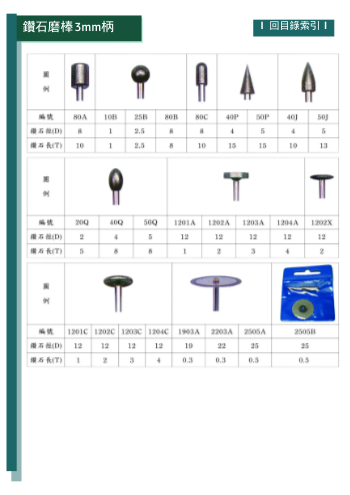 鑽石磨棒3mm柄
I 回目錄索引 I
圖
例
編號 80A 10B 25B 80B 80C 40P 50P 40J 50J
鑽石徑(D) 8 1 2.5 8 8 4 5 4 5
鑽石長(T) 10 1 2.5 8 10 15 15 10 13
圖
例
編號 20Q 40Q 50Q 1201A 1202A 1203A 1204A 1202X
鑽石徑(D) 2 4 5 12 12 12 12 12
鑽石長(T) 5 8 8 1 2 3 4 2
圖
例
編號 1201C 1202C 1203C 1204C 1903A 2203A 2505A 2505B
鑽石徑(D) 12 12 12 12 19 22 25 25
鑽石長(T) 1 2 3 4 0.3 0.3 0.5 0.5